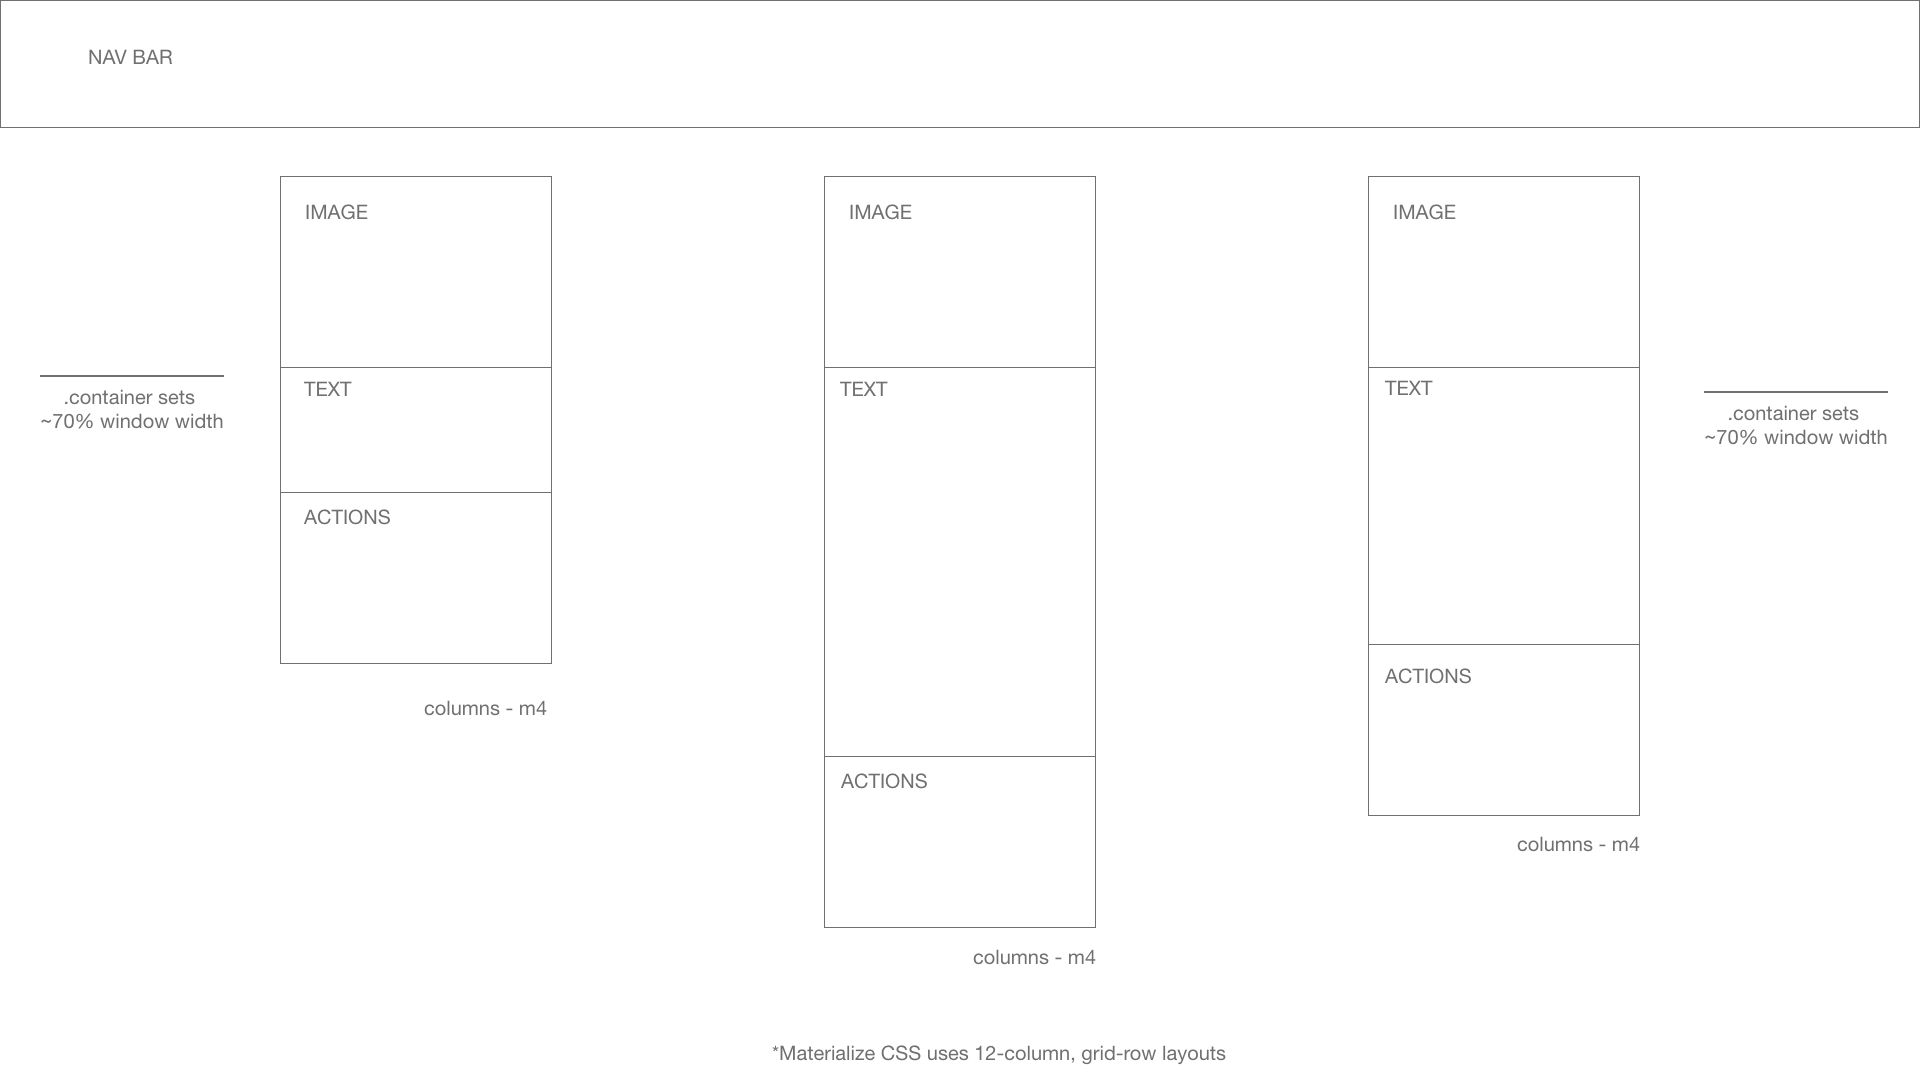 NAV BAR
IMAGE
TEXT
ACTIONS
columns - m4
IMAGE
TEXT
ACTIONS
columns - m4
IMAGE
TEXT
ACTIONS
columns - m4
.container sets
~70% window width
.container sets
~70% window width
*Materialize CSS uses 12-column, grid-row layouts